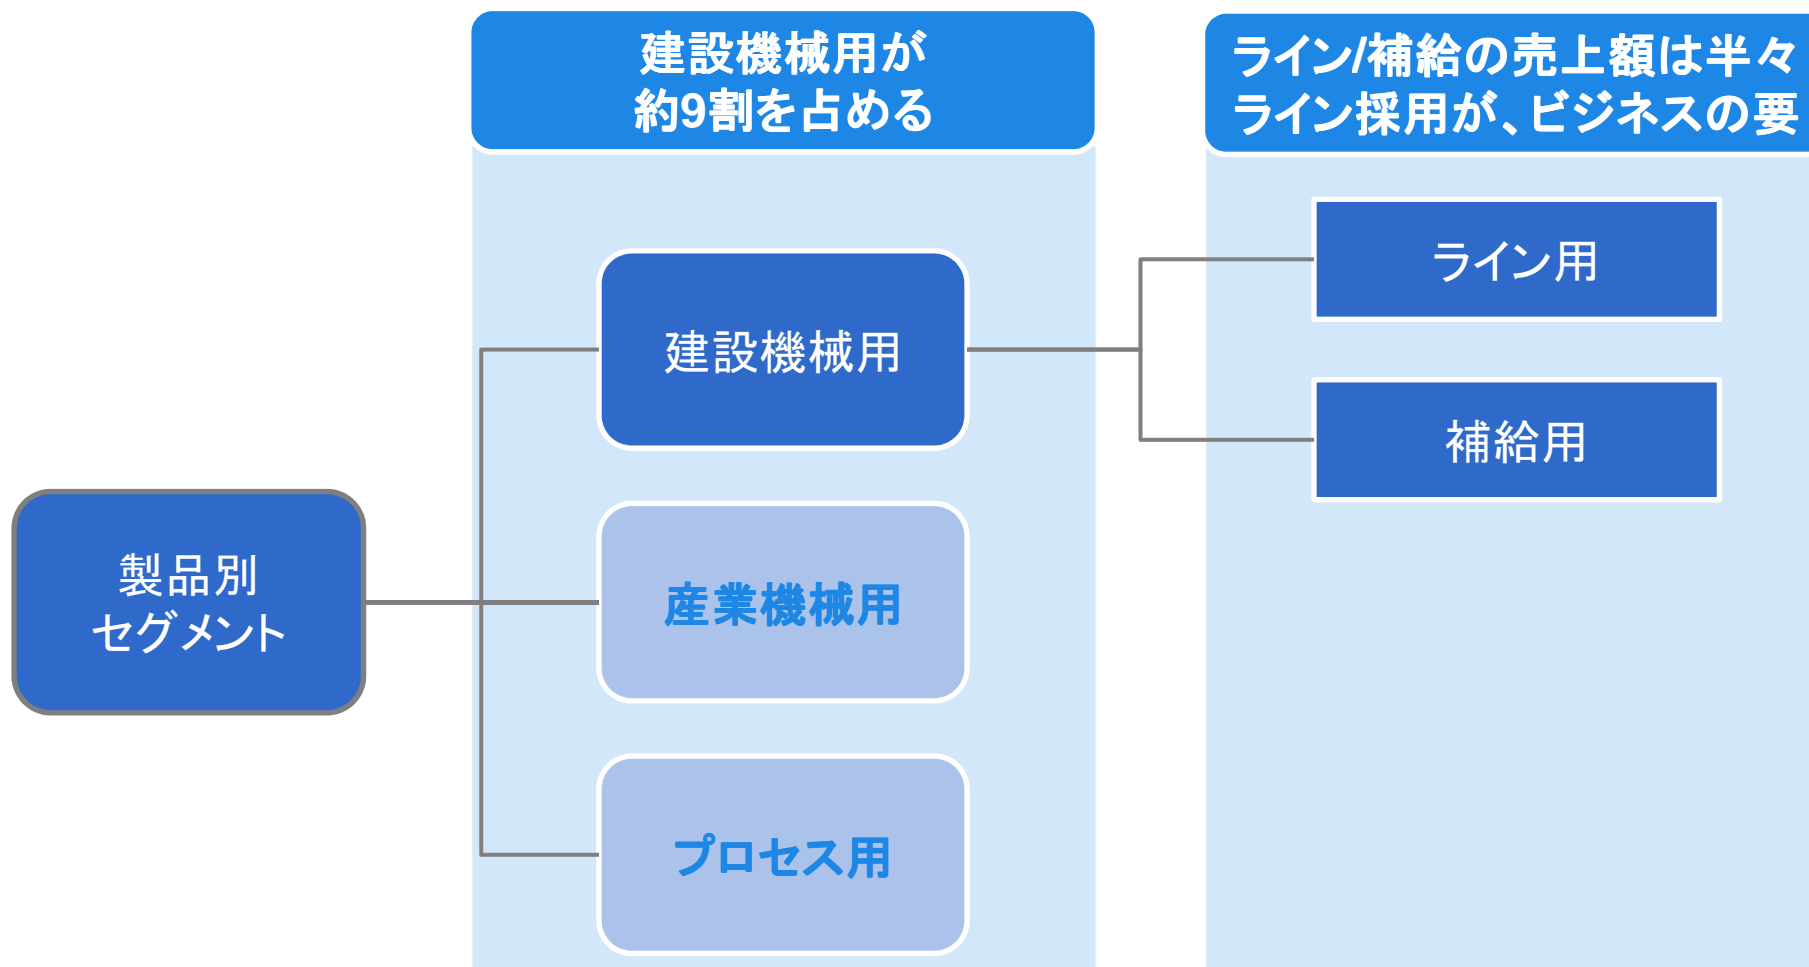 建設機械用が
約9割を占める
ライン/補給の売上額は半々
ライン採用が、ビジネスの要
ライン用
建設機械用
補給用
製品別
セグメント
産業機械用
プロセス用